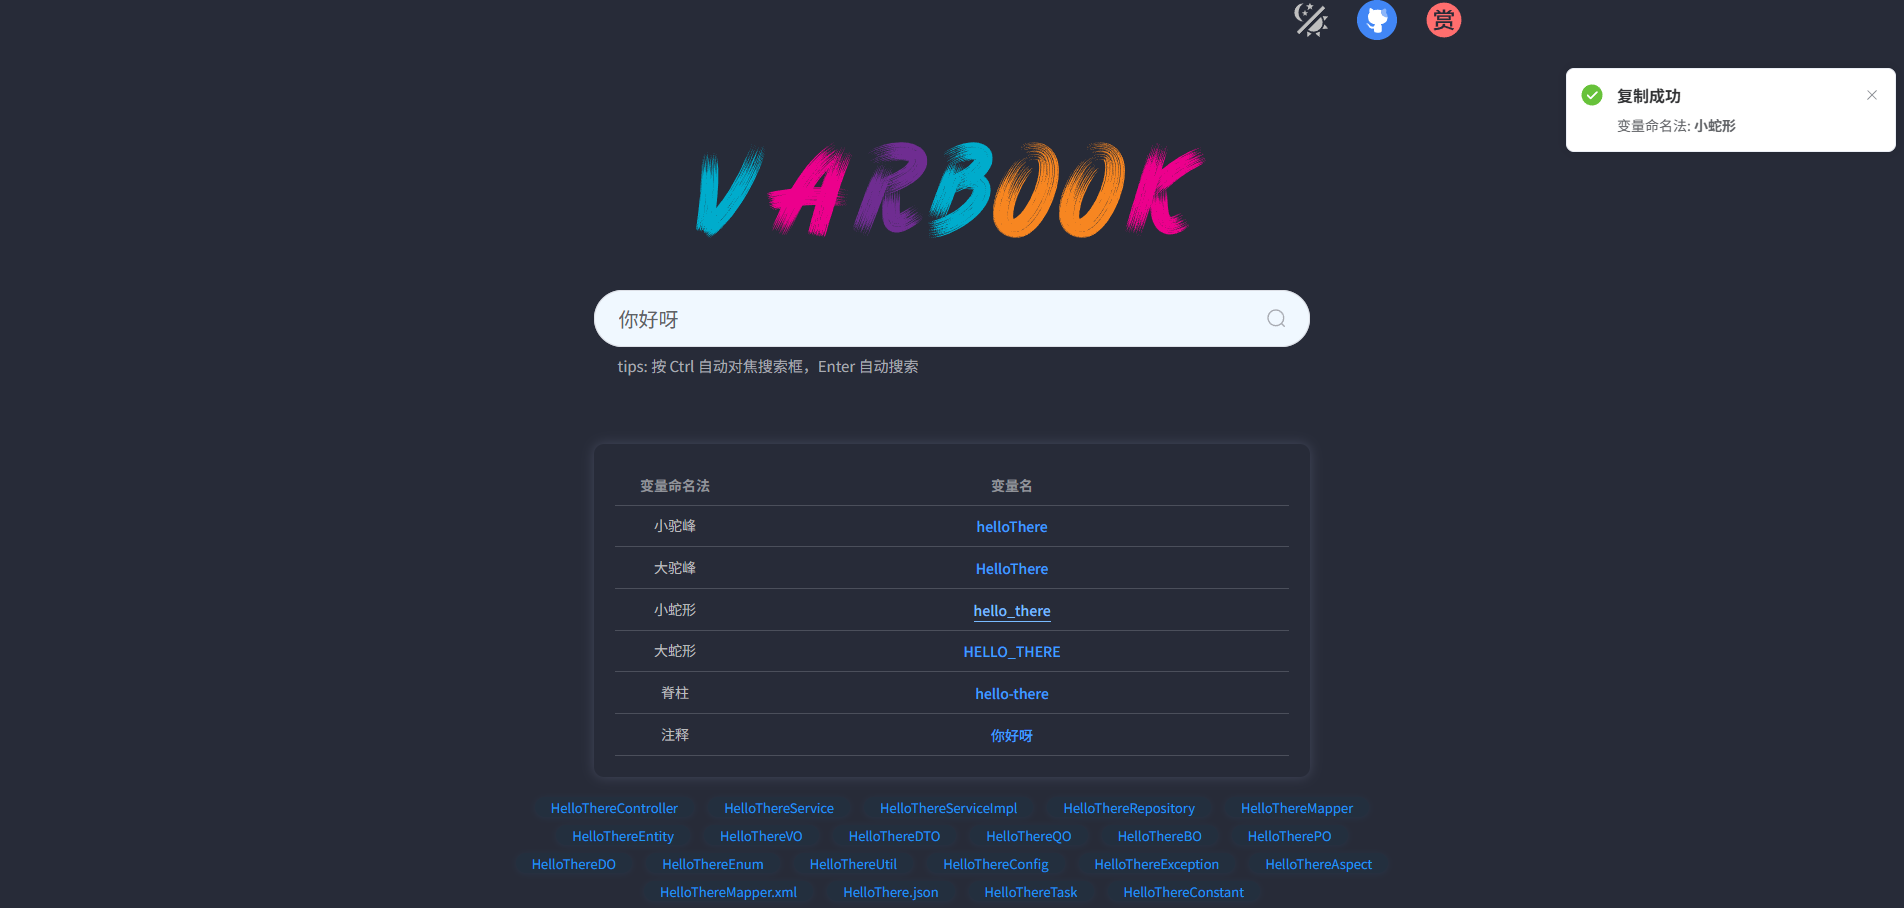 赏
复制成功
变量命名法: 小蛇形
VARBOOK
你好呀
tips: 按 Ctrl 自动对焦搜索框，Enter 自动搜索
变量命名法 变量名
小驼峰 helloThere
大驼峰 HelloThere
小蛇形 hello_there
大蛇形 HELLO_THERE
脊柱 hello-there
注释 你好呀
HelloThereController HelloThereService HelloThereServiceImpl HelloThereRepository HelloThereMapper
HelloThereEntity HelloThereVO HelloThereDTO HelloThereQO HelloThereBO HelloTherePO
HelloThereDO HelloThereEnum HelloThereUtil HelloThereConfig HelloThereException HelloThereAspect
HelloThereMapper.xml HelloThere.json HelloThereTask HelloThereConstant